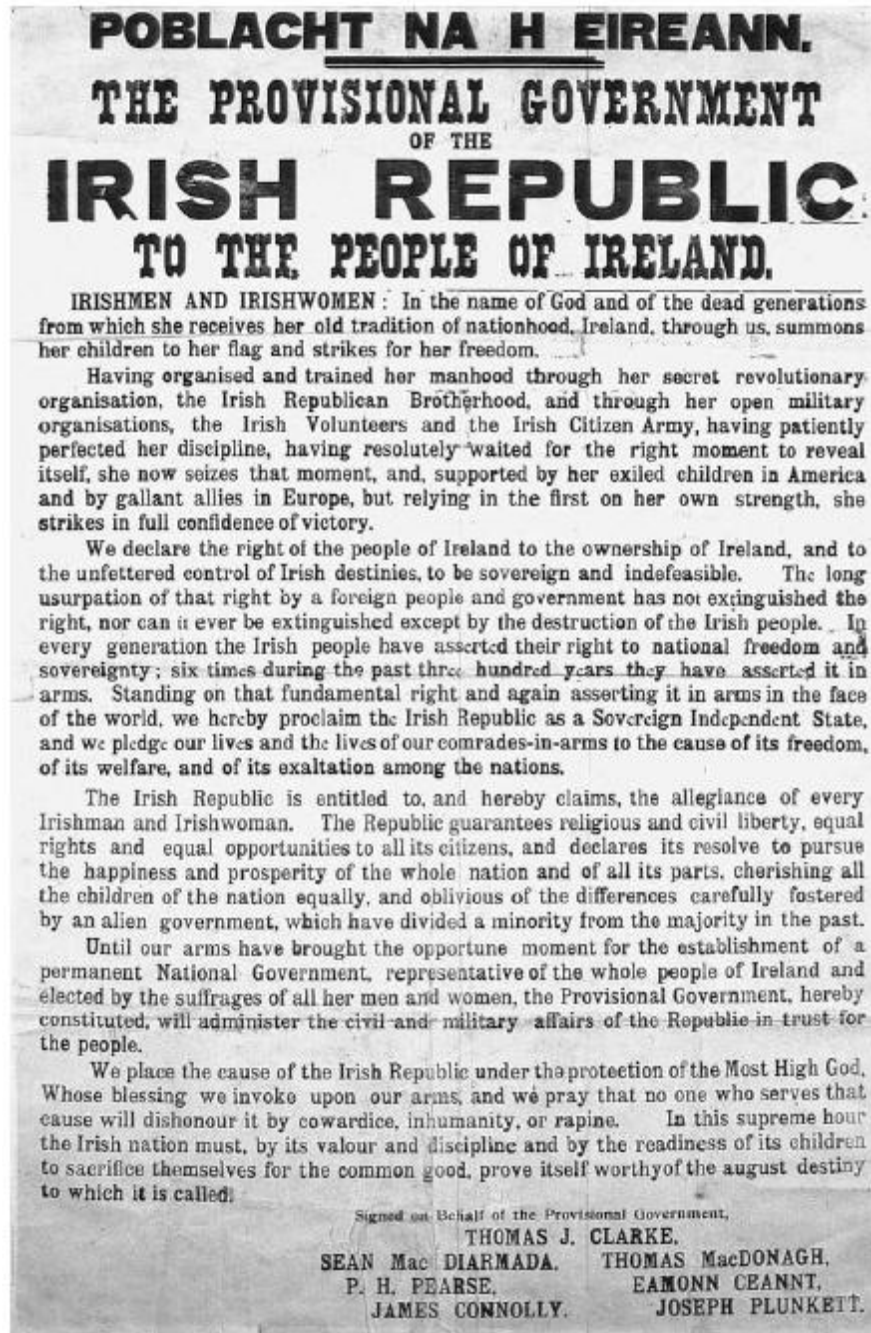 POBLACHT NA H EIREANN.
THE PROVISIONAL GOVERNMENT
OF THE
IRISH REPUBLIC
TO THE PEOPLE OF IRELAND.
IRISHMEN AND IRISHWOMEN : In the name of God and of the dead generations
from which she receives her old tradition of nationhood, Ireland, through us, summons
her children to her flag and strikes for her freedom.
Having organised and trained her manhood through her secret revolutionary
organisation, the Irish Republican Brotherhood, and through her open military
organisations, the Irish Volunteers and the Irish Citizen Army, having patiently
perfected her discipline, having resolutely waited for the right moment to reveal
itself, she now seizes that moment, and, supported by her exiled children in America
and by gallant allies in Europe, but relying in the first on her own strength, she
strikes in full confidence of victory.
We declare the right of the people of Ireland to the ownership of Ireland, and to
the unfettered control of Irish destinies, to be sovereign and indefeasible. The long
usurpation of that right by a foreign people and government has not extinguished the
right, nor can it ever be extinguished except by the destruction of the Irish people. In
every generation the Irish people have asserted their right to national freedom and
sovereignty ; six times during the past three hundred years they have asserted it in
arms. Standing on that fundamental right and again asserting it in arms in the face
of the world, we hereby proclaim the Irish Republic as a Sovereign Independent State,
and we pledge our lives and the lives of our comrades-in-arms to the cause of its freedom,
of its welfare, and of its exaltation among the nations.
The Irish Republic is entitled to, and hereby claims, the allegiance of every
Irishman and Irishwoman. The Republic guarantees religious and civil liberty, equal
rights and equal opportunities to all its citizens, and declares its resolve to pursue
the happiness and prosperity of the whole nation and of all its parts, cherishing all
the children of the nation equally, and oblivious of the differences carefully fostered
by an alien government, which have divided a minority from the majority in the past.
Until our arms have brought the opportune moment for the establishment of a
permanent National Government, representative of the whole people of Ireland and
elected by the suffrages of all her men and women, the Provisional Government, hereby
constituted, will administer the civil and military affairs of the Republic in trust for
the people.
We place the cause of the Irish Republic under the protection of the Most High God,
Whose blessing we invoke upon our arms, and we pray that no one who serves that
cause will dishonour it by cowardice, inhumanity, or rapine. In this supreme hour
the Irish nation must, by its valour and discipline and by the readiness of its children
to sacrifice themselves for the common good, prove itself worthy of the august destiny
to which it is called.
Signed on Behalf of the Provisional Government,
THOMAS J. CLARKE,
SEAN Mac DIARMADA, THOMAS MacDONAGH,
P. H. PEARSE, EAMONN CEANNT,
JAMES CONNOLLY. JOSEPH PLUNKETT.